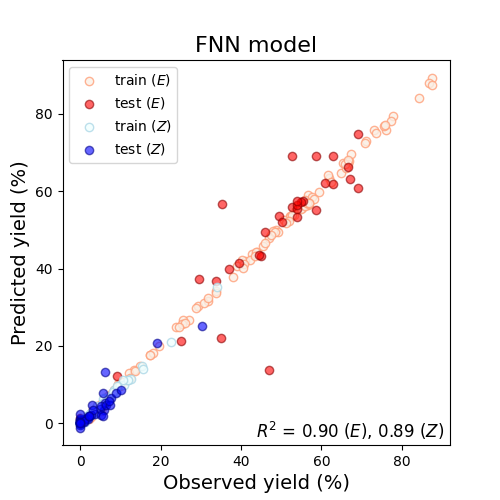 FNN model
train (E)
test (E)
train (Z)
test (Z)
80
60
40
20
0
Predicted yield (%)
R² = 0.90 (E), 0.89 (Z)
0 20 40 60 80
Observed yield (%)